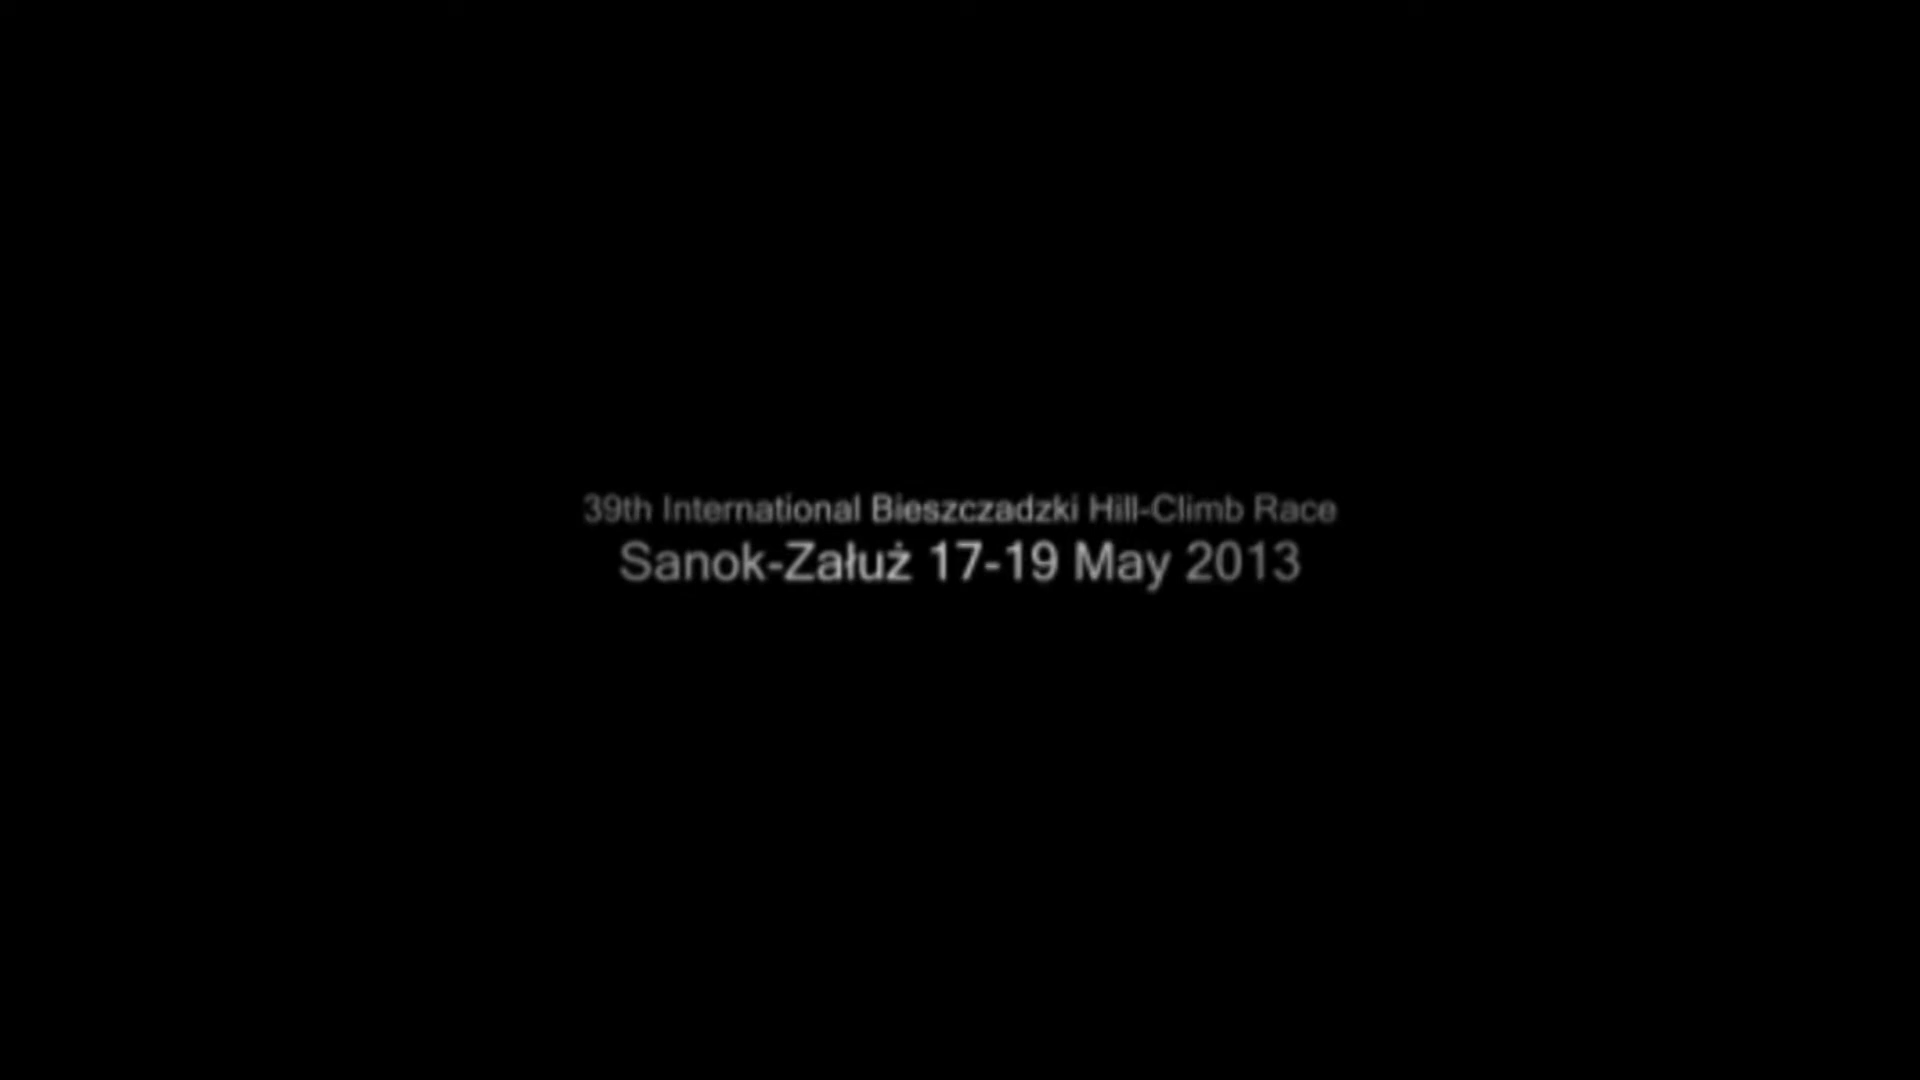 39th International Bieszczadzki Hill-Climb Race
Sanok-Załuż 17-19 May 2013